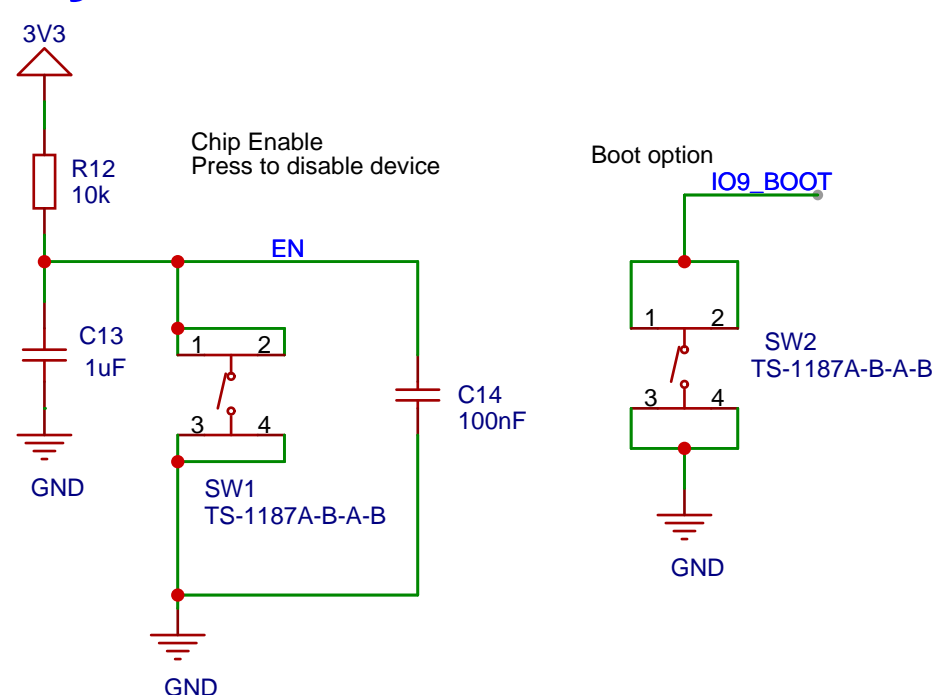 3V3
R12
10k
Chip Enable
Press to disable device
Boot option
IO9_BOOT
EN
C13
1uF
1 2
3 4
SW1
TS-1187A-B-A-B
C14
100nF
1 2
3 4
SW2
TS-1187A-B-A-B
GND
GND
GND